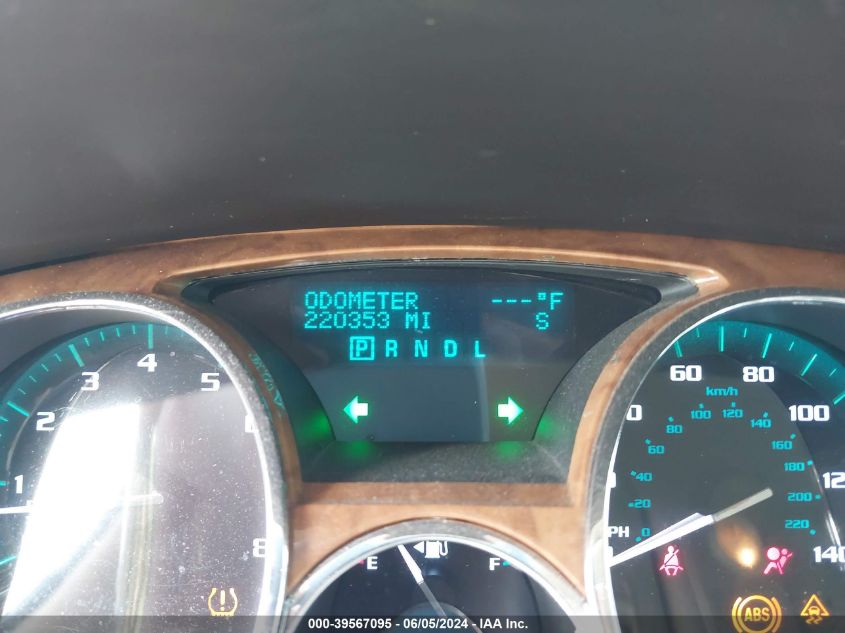 ODOMETER ---°F
220353 MI S
P R N D L
1 2 3 4 5 8
E F
60 80 100 140
km/h
0 20 40 60 80 100 120 140 160 180 200 220
ABS
000-39567095 - 06/05/2024 - IAA Inc.